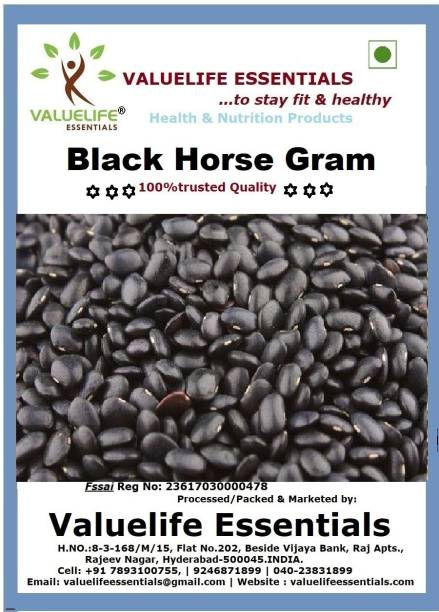 VALUELIFE®
ESSENTIALS
VALUELIFE ESSENTIALS
...to stay fit & healthy
Health & Nutrition Products
Black Horse Gram
100%trusted Quality
Fssai Reg No: 23617030000478
Processed/Packed & Marketed by:
Valuelife Essentials
H.NO.:8-3-168/M/15, Flat No.202, Beside Vijaya Bank, Raj Apts.,
Rajeev Nagar, Hyderabad-500045.INDIA.
Cell: +91 7893100755, | 9246871899 | 040-23831899
Email: valuelifeessentials@gmail.com | Website : valuelifeessentials.com